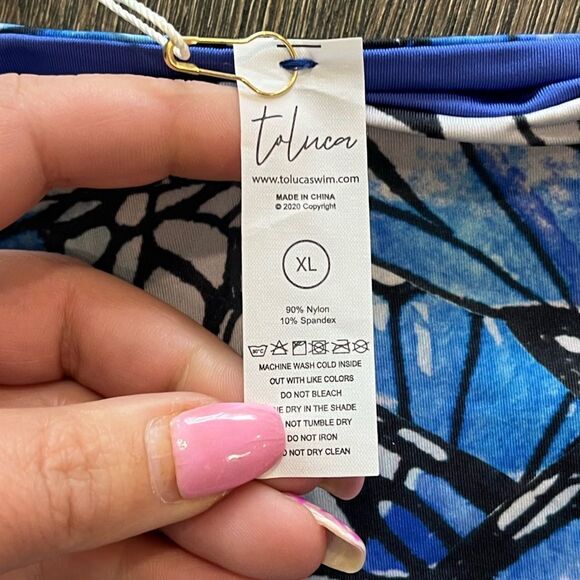 toluca
www.tolucaswim.com
MADE IN CHINA
© 2020 Copyright
XL
90% Nylon
10% Spandex
MACHINE WASH COLD INSIDE
OUT WITH LIKE COLORS
DO NOT BLEACH
DRY IN THE SHADE
NOT TUMBLE DRY
DO NOT IRON
NOT DRY CLEAN